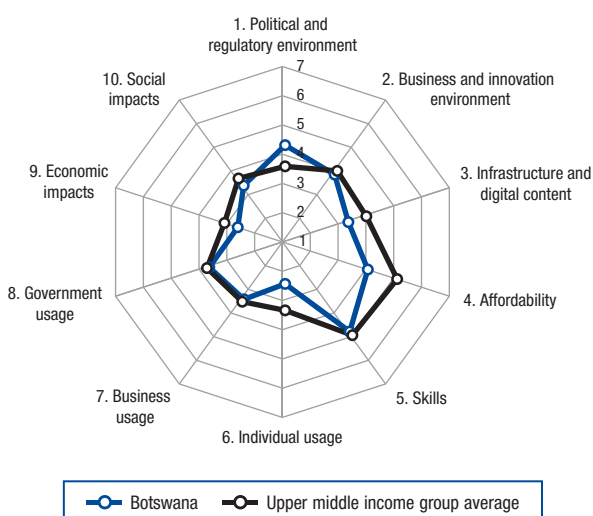 1. Political and
regulatory environment
7
10. Social
impacts
6
2. Business and innovation
environment
5
4
9. Economic
impacts
3
3. Infrastructure and
digital content
2
1
8. Government
usage
4. Affordability
7. Business
usage
5. Skills
6. Individual usage
Botswana
Upper middle income group average